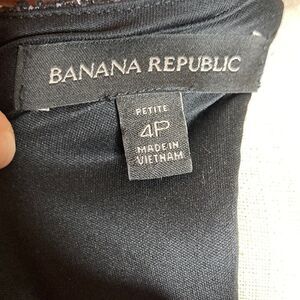 BANANA REPUBLIC
PETITE
4P
MADE IN
VIETNAM